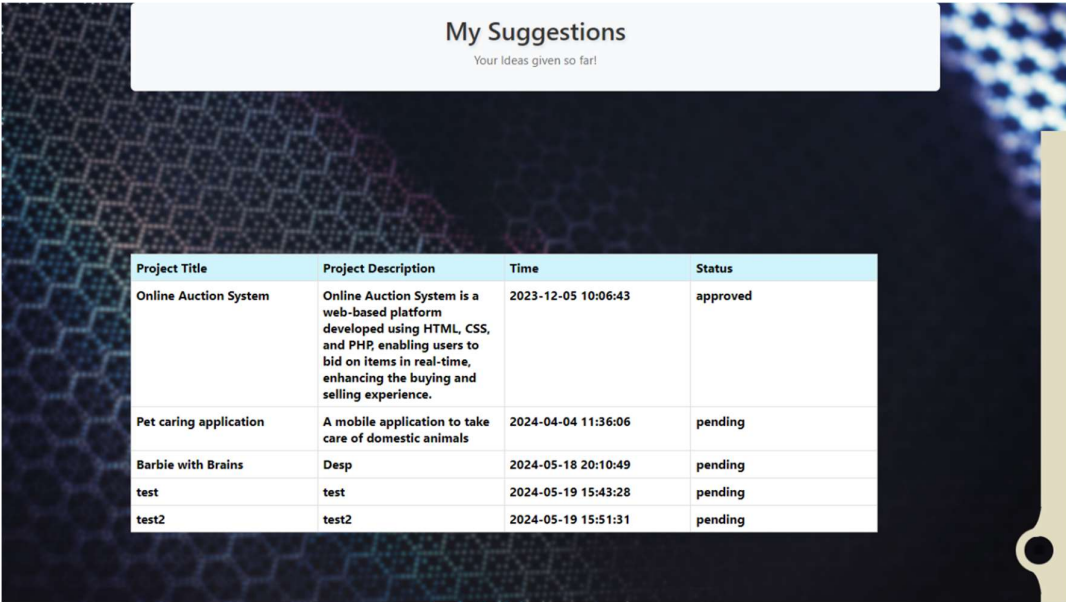 My Suggestions
Your Ideas given so far!
Project Title Project Description Time Status
Online Auction System Online Auction System is a 2023-12-05 10:06:43 approved
web-based platform
developed using HTML, CSS,
and PHP, enabling users to
bid on items in real-time,
enhancing the buying and
selling experience.
Pet caring application A mobile application to take 2024-04-04 11:36:06 pending
care of domestic animals
Barbie with Brains Desp 2024-05-18 20:10:49 pending
test test 2024-05-19 15:43:28 pending
test2 test2 2024-05-19 15:51:31 pending